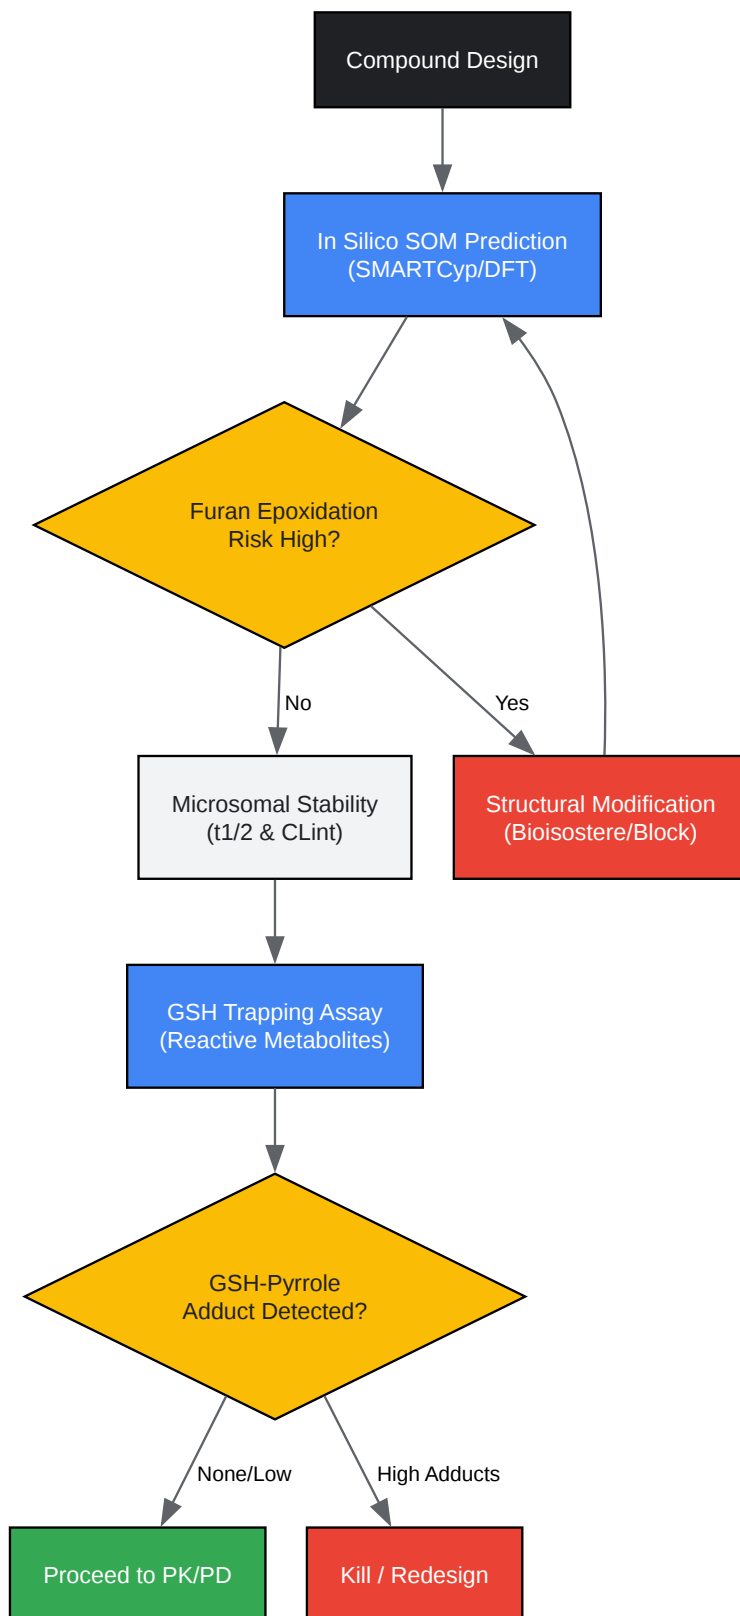 Compound Design
In Silico SOM Prediction
(SMARTCyp/DFT)
Furan Epoxidation
Risk High?
No
Yes
Microsomal Stability
(t1/2 & CLint)
Structural Modification
(Bioisostere/Block)
GSH Trapping Assay
(Reactive Metabolites)
GSH-Pyrrole
Adduct Detected?
None/Low
High Adducts
Proceed to PK/PD
Kill / Redesign